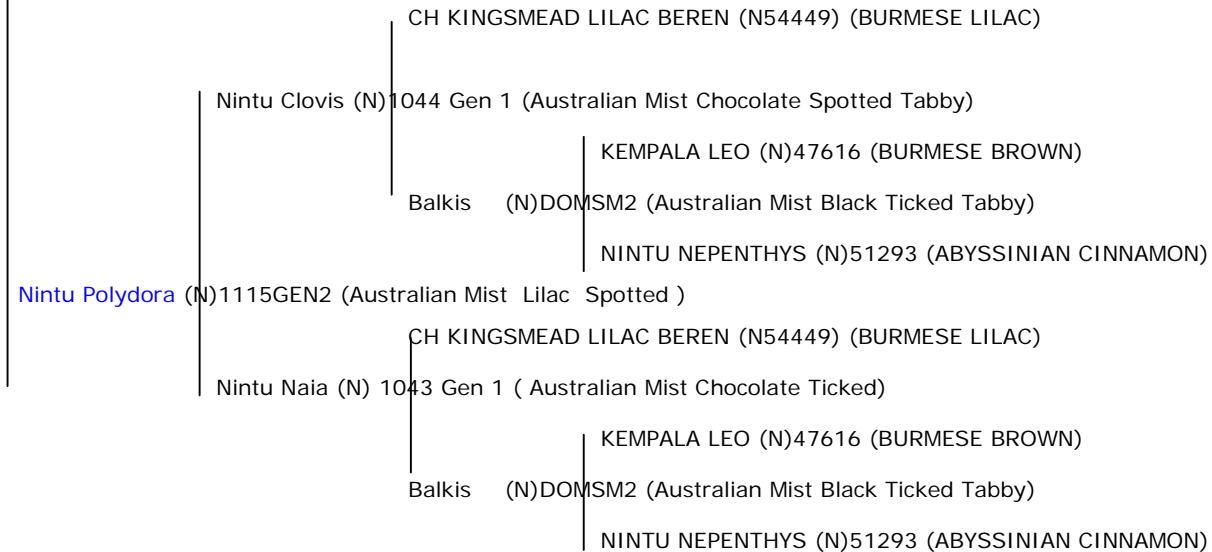 CH KINGSMEAD LILAC BEREN (N54449) (BURMESE LILAC)
Nintu Clovis (N)1044 Gen 1 (Australian Mist Chocolate Spotted Tabby)
KEMPALA LEO (N)47616 (BURMESE BROWN)
Balkis (N)DOMSM2 (Australian Mist Black Ticked Tabby)
NINTU NEPENTHYS (N)51293 (ABYSSINIAN CINNAMON)
Nintu Polydora (N)1115GEN2 (Australian Mist Lilac Spotted )
CH KINGSMEAD LILAC BEREN (N54449) (BURMESE LILAC)
Nintu Naia (N) 1043 Gen 1 ( Australian Mist Chocolate Ticked)
KEMPALA LEO (N)47616 (BURMESE BROWN)
Balkis (N)DOMSM2 (Australian Mist Black Ticked Tabby)
NINTU NEPENTHYS (N)51293 (ABYSSINIAN CINNAMON)